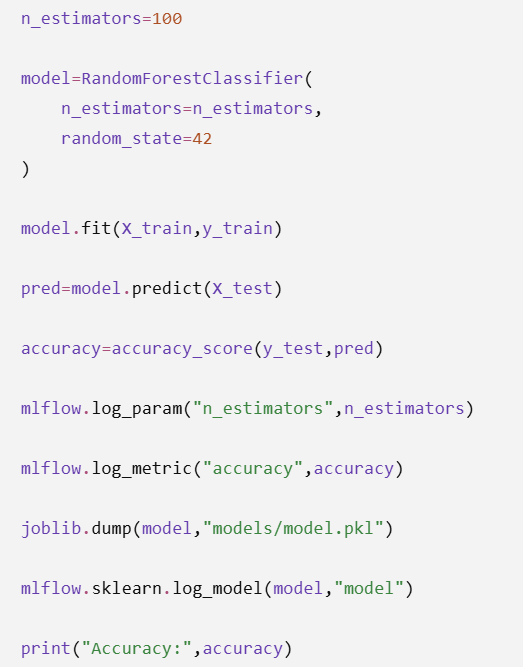 n_estimators=100
model=RandomForestClassifier(
    n_estimators=n_estimators,
    random_state=42
)
model.fit(X_train,y_train)
pred=model.predict(X_test)
accuracy=accuracy_score(y_test,pred)
mlflow.log_param("n_estimators",n_estimators)
mlflow.log_metric("accuracy",accuracy)
joblib.dump(model,"models/model.pkl")
mlflow.sklearn.log_model(model,"model")
print("Accuracy:",accuracy)